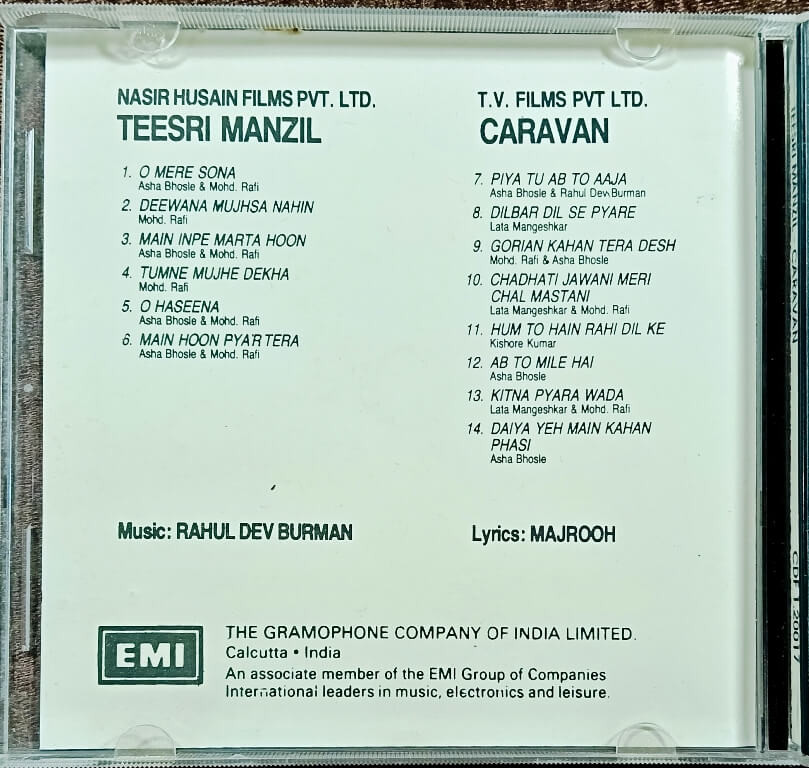 NASIR HUSAIN FILMS PVT. LTD.
TEESRI MANZIL
1. O MERE SONA
Asha Bhosle & Mohd. Rafi
2. DEEWANA MUJHSA NAHIN
Mohd. Rafi
3. MAIN INPE MARTA HOON
Asha Bhosle & Mohd. Rafi
4. TUMNE MUJHE DEKHA
Mohd. Rafi
5. O HASEENA
Asha Bhosle & Mohd. Rafi
6. MAIN HOON PYA'R TERA
Asha Bhosle & Mohd. Rafi
T.V. FILMS PVT LTD.
CARAVAN
7. PIYA TU AB TO AAJA
Asha Bhosle & Rahul Dev Burman
8. DILBAR DIL SE PYARE
Lata Mangeshkar
9. GORIAN KAHAN TERA DESH
Mohd. Rafi & Asha Bhosle
10. CHADHATI JAWANI MERI
CHAL MASTANI
Lata Mangeshkar & Mohd. Rafi
11. HUM TO HAIN RAHI DIL KE
Kishore Kumar
12. AB TO MILE HAI
Asha Bhosle
13. KITNA PYARA WADA
Lata Mangeshkar & Mohd. Rafi
14. DAIYA YEH MAIN KAHAN
PHASI
Asha Bhosle
Music: RAHUL DEV BURMAN
Lyrics: MAJROOH
EMI
THE GRAMOPHONE COMPANY OF INDIA LIMITED.
Calcutta • India
An associate member of the EMI Group of Companies
International leaders in music, electronics and leisure.
TEESRI MANZIL CARAVAN